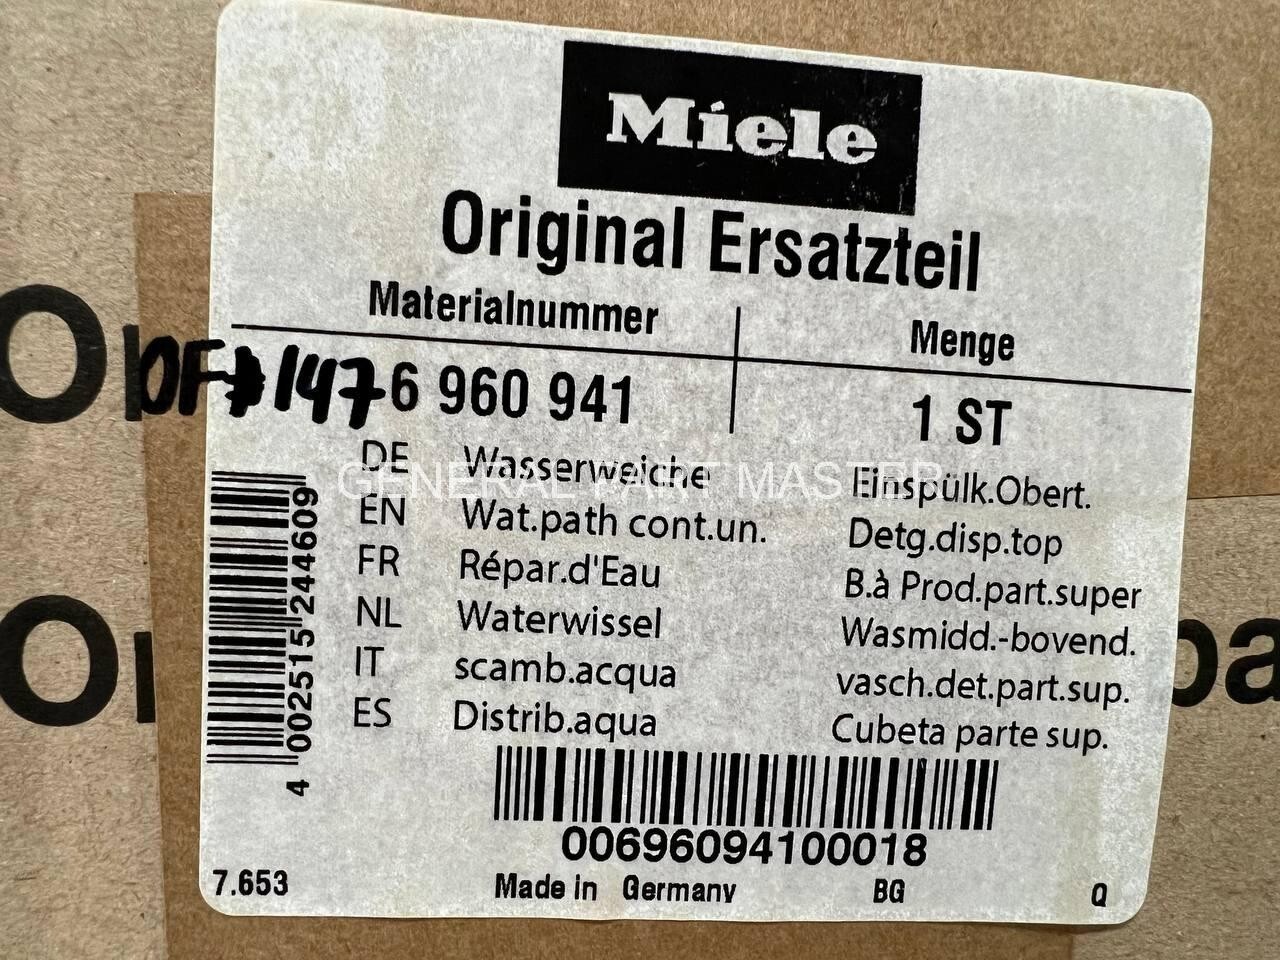 Miele
Original Ersatzteil
Materialnummer Menge
6 960 941 1 ST
DE Wasserweiche Einspülk.Obert.
GENERAL PART MASTER
EN Wat.path cont.un. Detg.disp.top
FR Répar.d'Eau B.à Prod.part.super
NL Waterwissel Wasmidd.-bovend.
IT scamb.acqua vasch.det.part.sup.
ES Distrib.aqua Cubeta parte sup.
4 002515 244609
00696094100018
7.653 Made in Germany BG Q